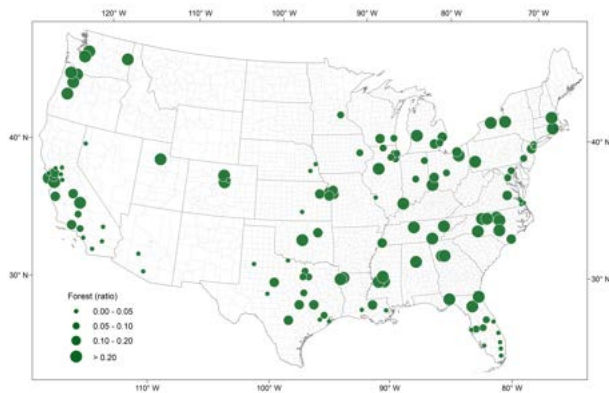 120° W 110° W 100° W 90° W 80° W 70° W
40° N 40° N
30° N 30° N
Forest (ratio)
0.00 - 0.05
0.05 - 0.10
0.10 - 0.20
> 0.20
110° W 100° W 90° W 80° W